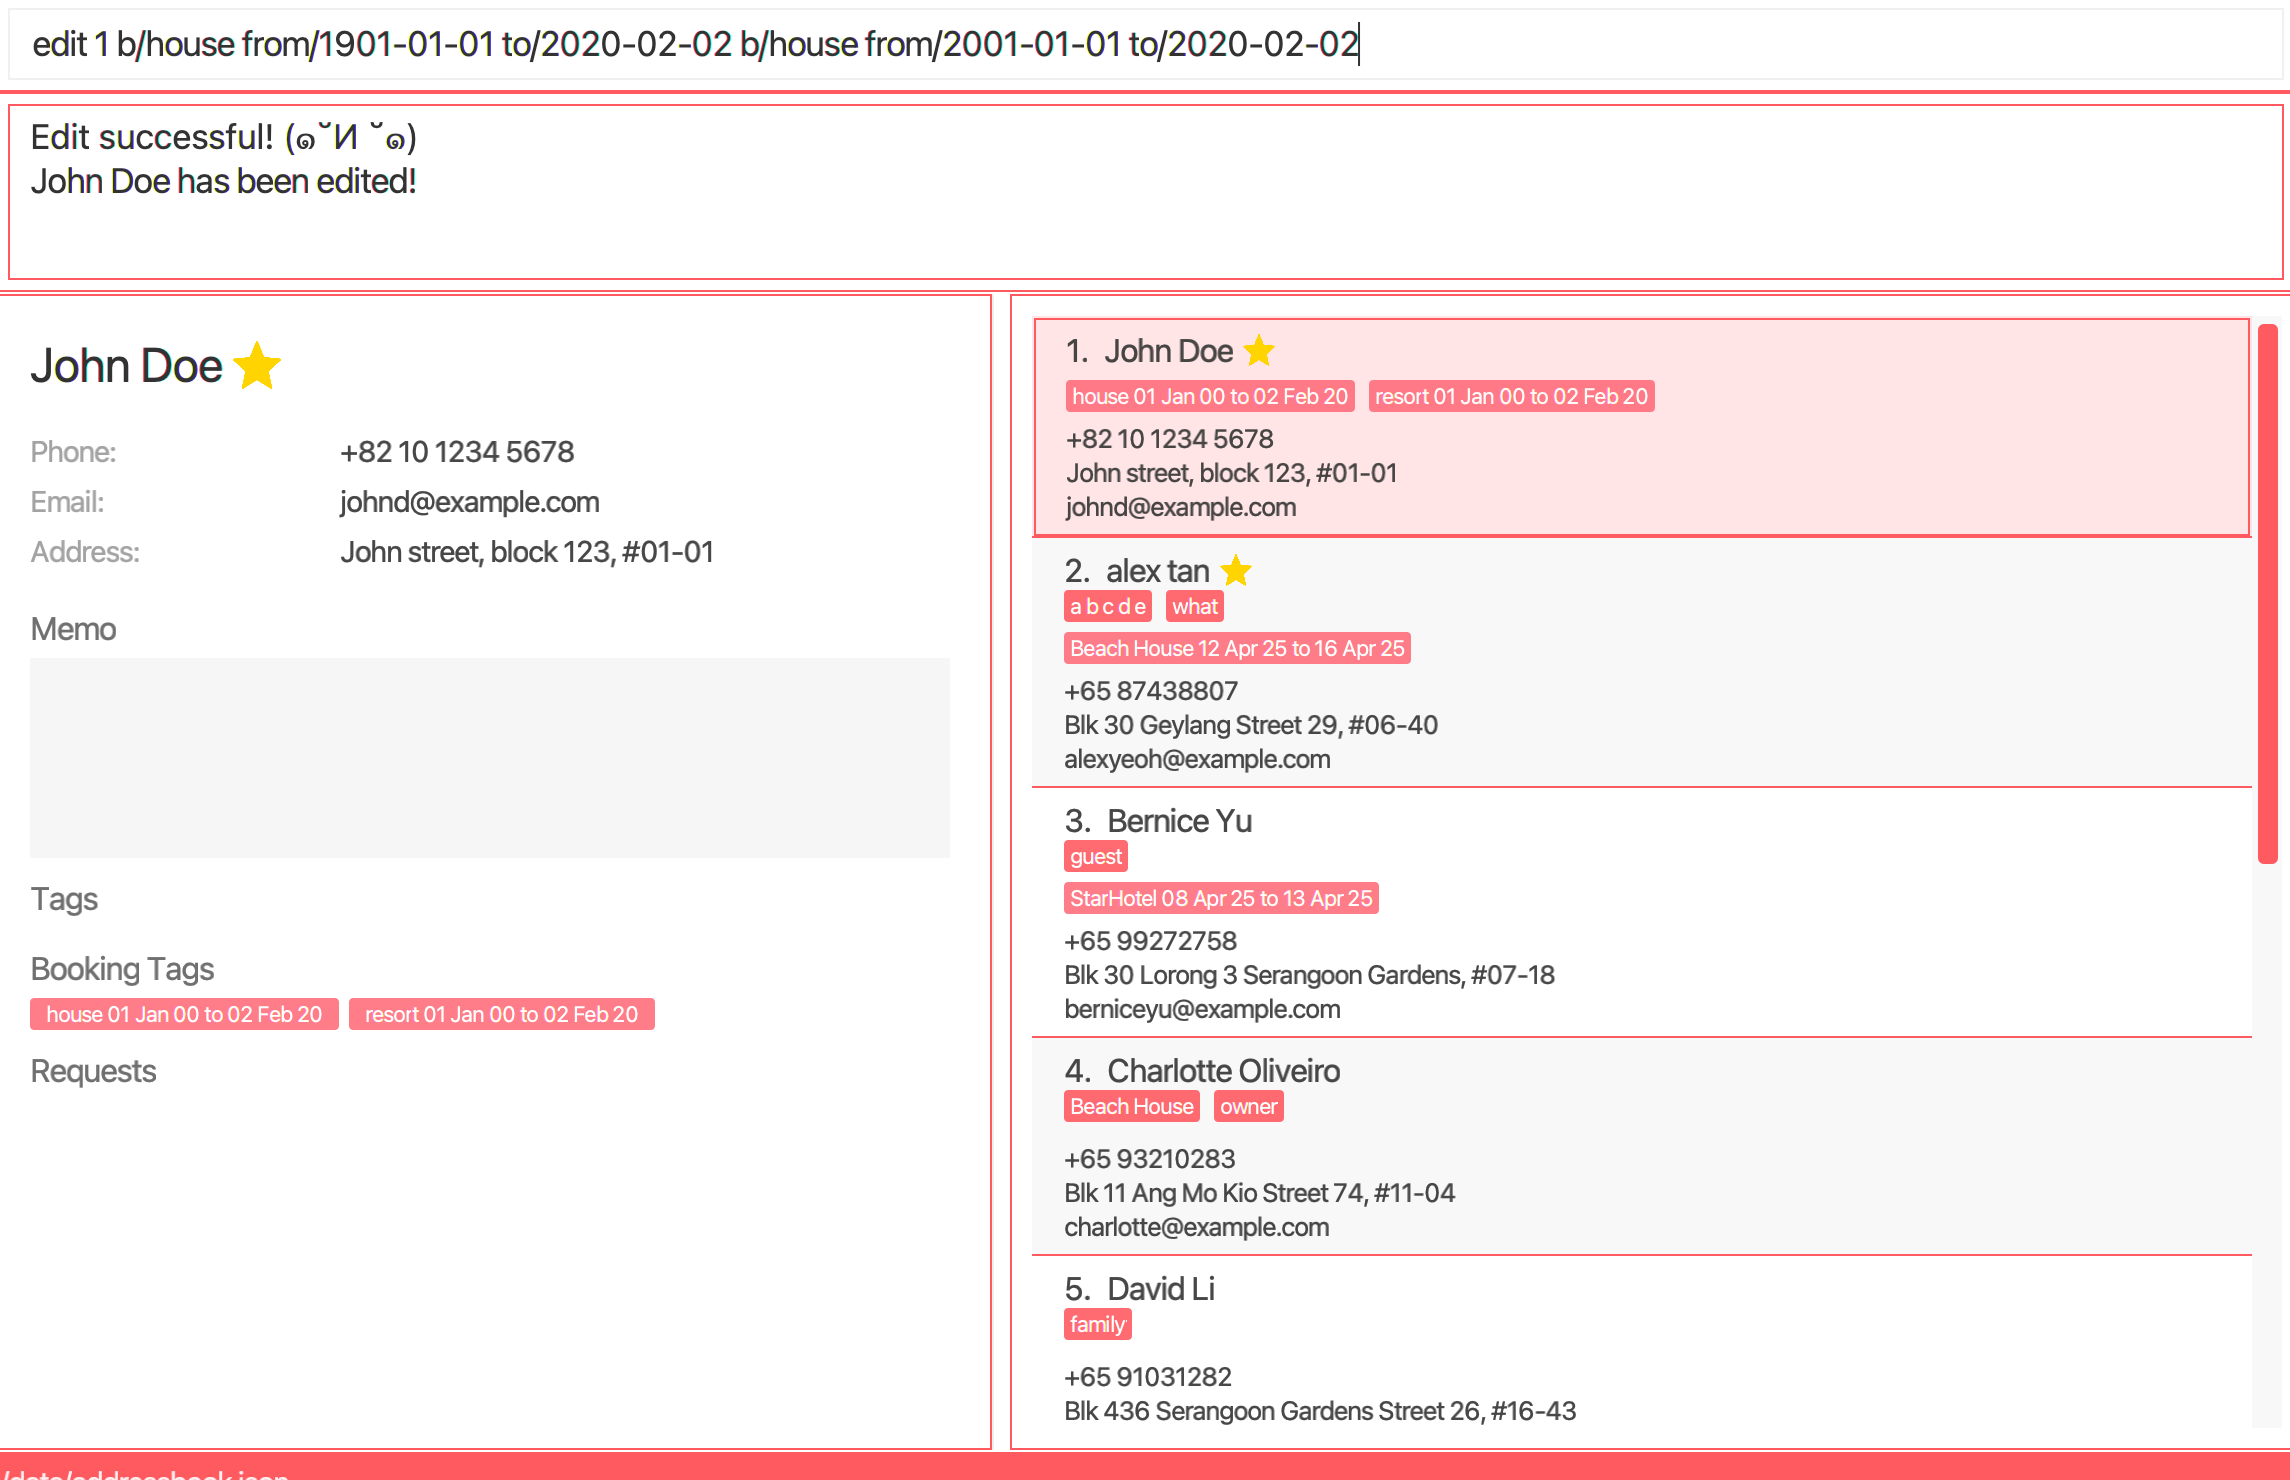 edit 1 b/house from/1901-01-01 to/2020-02-02 b/house from/2001-01-01 to/2020-02-02
Edit successful! (๑˘И ˘๑)
John Doe has been edited!
John Doe
Phone: +82 10 1234 5678
Email: johnd@example.com
Address: John street, block 123, #01-01
Memo
Tags
Booking Tags
house 01 Jan 00 to 02 Feb 20 resort 01 Jan 00 to 02 Feb 20
Requests
1. John Doe
house 01 Jan 00 to 02 Feb 20 resort 01 Jan 00 to 02 Feb 20
+82 10 1234 5678
John street, block 123, #01-01
johnd@example.com
2. alex tan
a b c d e what
Beach House 12 Apr 25 to 16 Apr 25
+65 87438807
Blk 30 Geylang Street 29, #06-40
alexyeoh@example.com
3. Bernice Yu
guest
StarHotel 08 Apr 25 to 13 Apr 25
+65 99272758
Blk 30 Lorong 3 Serangoon Gardens, #07-18
berniceyu@example.com
4. Charlotte Oliveiro
Beach House owner
+65 93210283
Blk 11 Ang Mo Kio Street 74, #11-04
charlotte@example.com
5. David Li
family
+65 91031282
Blk 436 Serangoon Gardens Street 26, #16-43
/data/addressbook.json